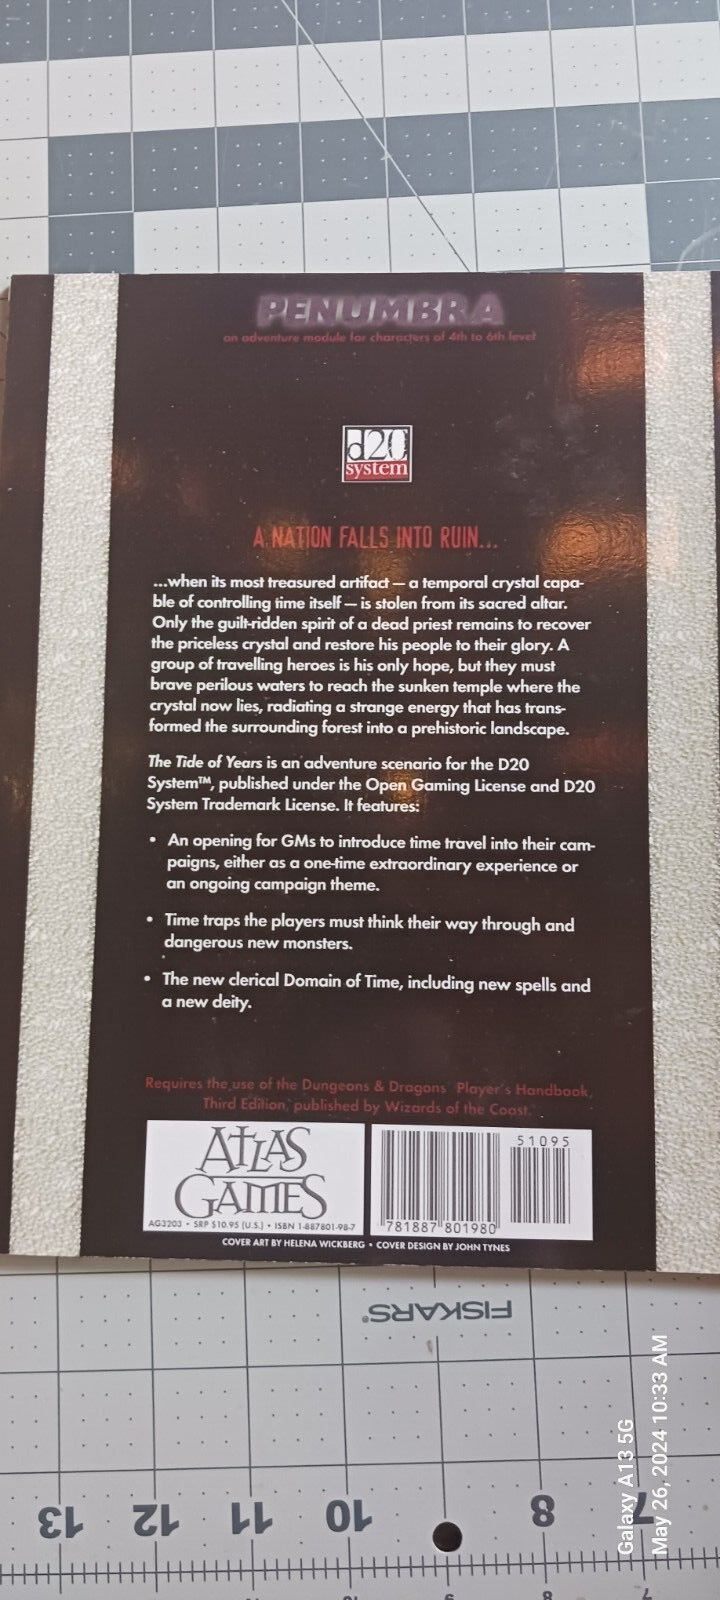 PENUMBRA
an adventure module for characters of 4th to 6th level
d20
system
A NATION FALLS INTO RUIN...
...when its most treasured artifact — a temporal crystal capa-
ble of controlling time itself — is stolen from its sacred altar.
Only the guilt-ridden spirit of a dead priest remains to recover
the priceless crystal and restore his people to their glory. A
group of travelling heroes is his only hope, but they must
brave perilous waters to reach the sunken temple where the
crystal now lies, radiating a strange energy that has trans-
formed the surrounding forest into a prehistoric landscape.
The Tide of Years is an adventure scenario for the D20
System™, published under the Open Gaming License and D20
System Trademark License. It features:
• An opening for GMs to introduce time travel into their cam-
paigns, either as a one-time extraordinary experience or
an ongoing campaign theme.
• Time traps the players must think their way through and
dangerous new monsters.
• The new clerical Domain of Time, including new spells and
a new deity.
Requires the use of the Dungeons & Dragons Player's Handbook,
Third Edition, published by Wizards of the Coast.
ATLAS
GAMES
AG3203 • SRP $10.95 (U.S.) • ISBN 1-887801-98-7
51095
781887 801980
COVER ART BY HELENA WICKBERG • COVER DESIGN BY JOHN TYNES
FISKARS
13 12 11 10 8 7
10 9 8 7
Galaxy A13 5G
May 26, 2024 10:33 AM